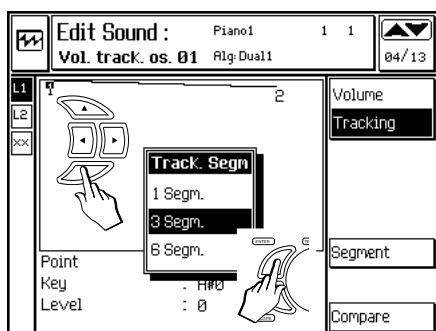 Edit Sound : Piano1 1 1
Vol. track. os. 01 Alg:Dual1 04/13
L1
L2
××
1 2
Volume
Tracking
Track. Segm
1 Segm.
3 Segm.
6 Segm.
ENTER
Segment
Point
Key : A#0
Level : 0
Compare